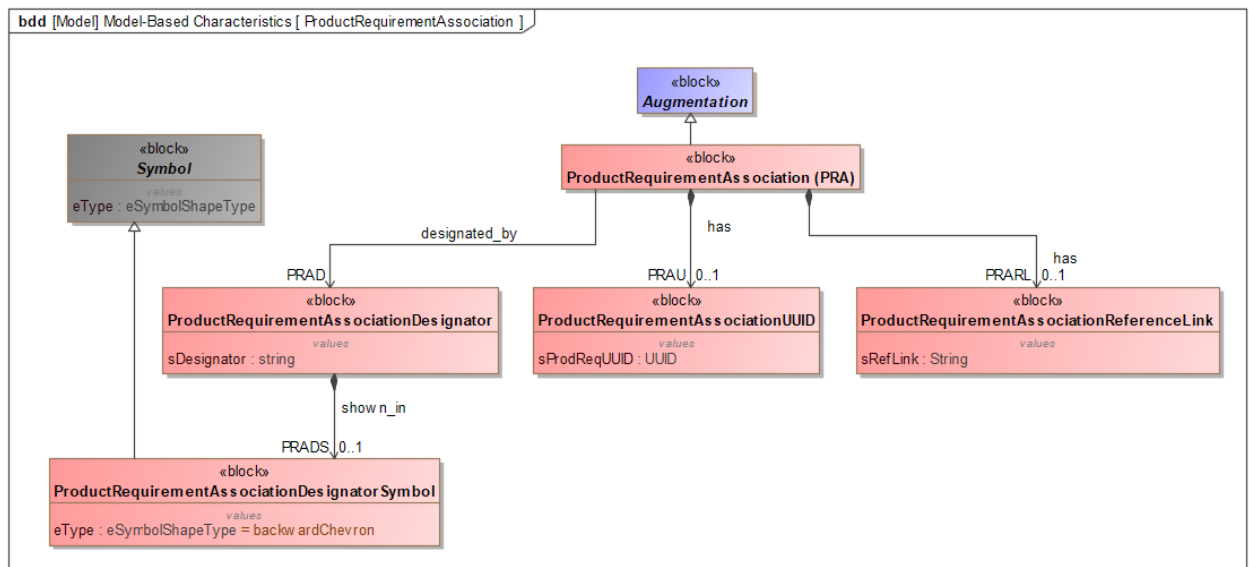 bdd [Model] Model-Based Characteristics [ ProductRequirementAssociation ]
«block»
Augmentation
«block»
Symbol
values
eType : eSymbolShapeType
«block»
ProductRequirementAssociation (PRA)
designated_by
has
has
PRAD
PRAU 0..1
PRARL 0..1
«block»
ProductRequirementAssociationDesignator
values
sDesignator : string
«block»
ProductRequirementAssociationUUID
values
sProdReqUUID : UUID
«block»
ProductRequirementAssociationReferenceLink
values
sRefLink : String
shown_in
PRADS 0..1
«block»
ProductRequirementAssociationDesignatorSymbol
values
eType : eSymbolShapeType = backwardChevron